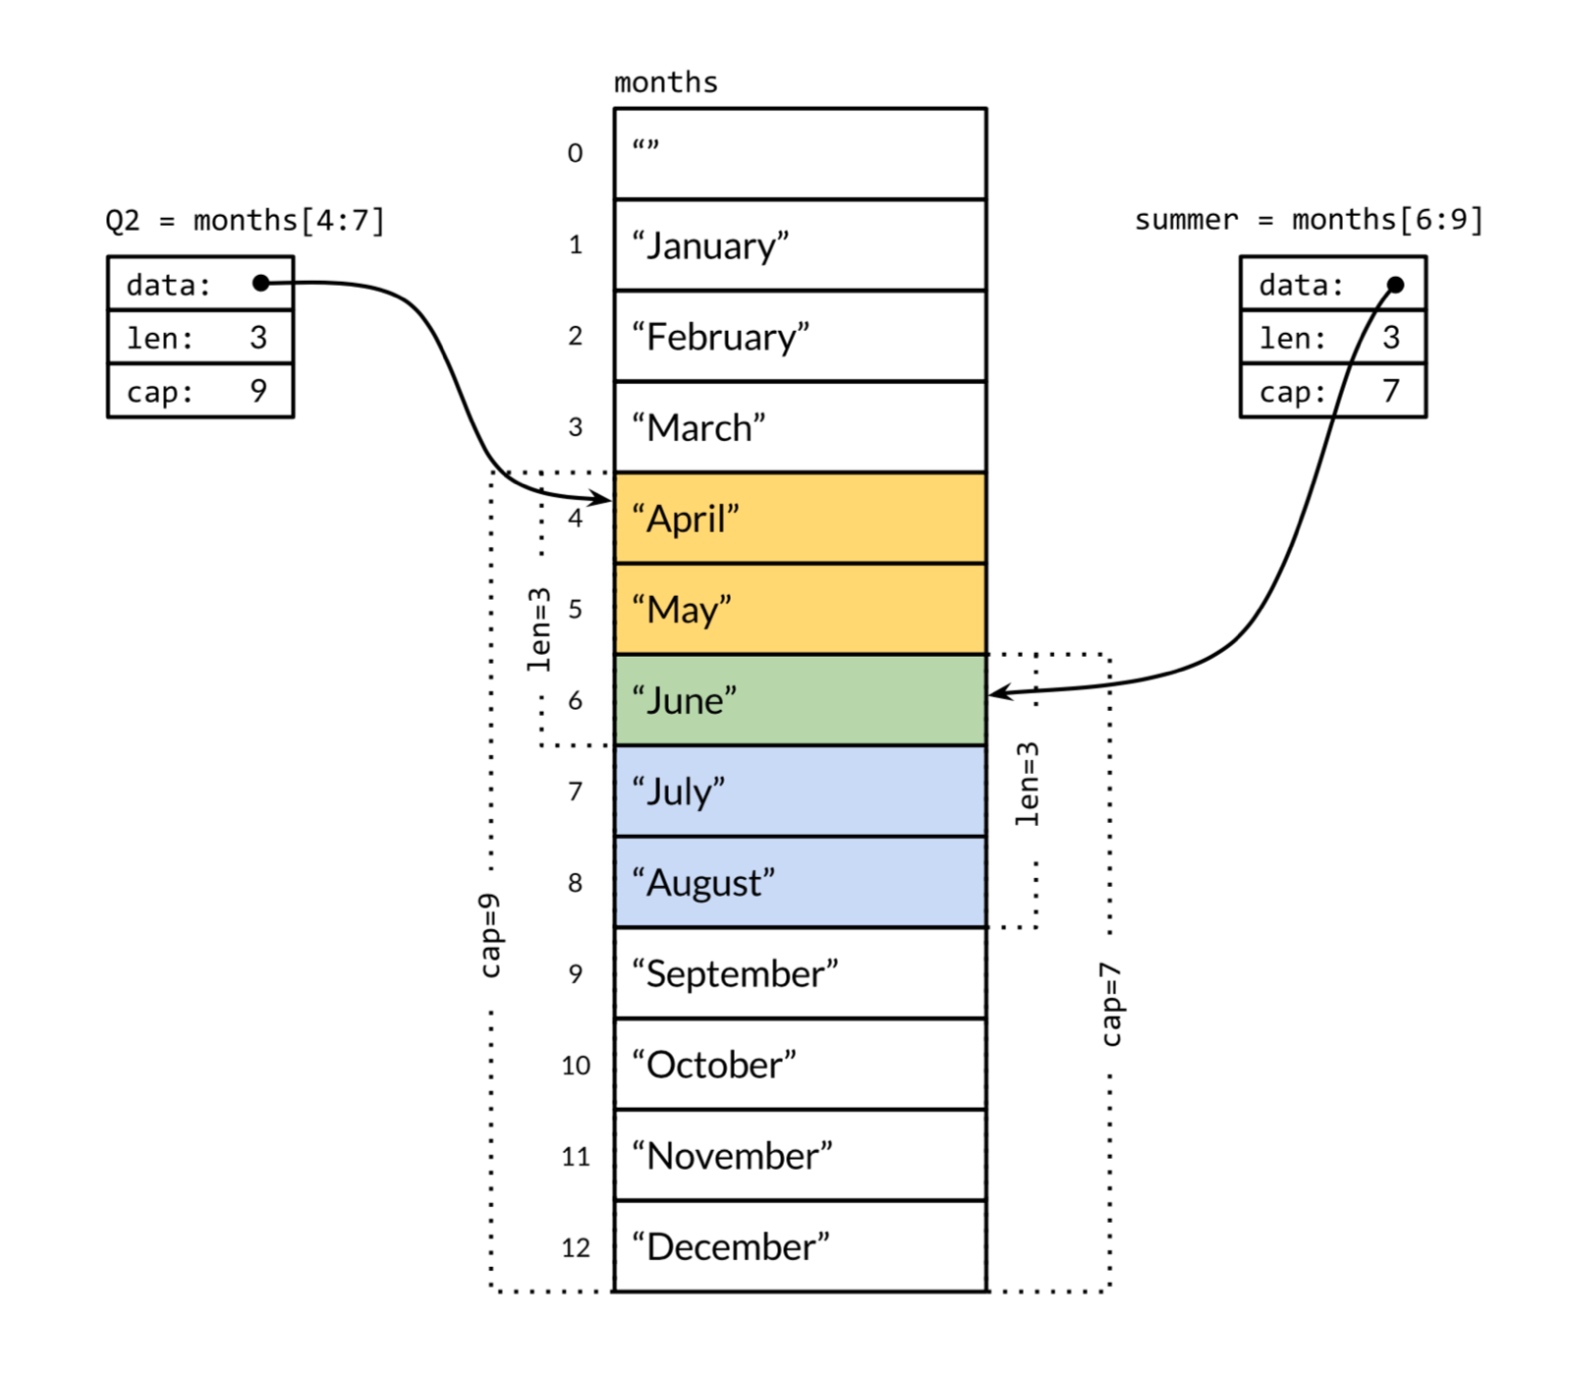 months
0 “”
1 “January”
2 “February”
3 “March”
4 “April”
5 “May”
6 “June”
7 “July”
8 “August”
9 “September”
10 “October”
11 “November”
12 “December”
Q2 = months[4:7]
data:
len: 3
cap: 9
len=3
cap=9
summer = months[6:9]
data:
len: 3
cap: 7
len=3
cap=7